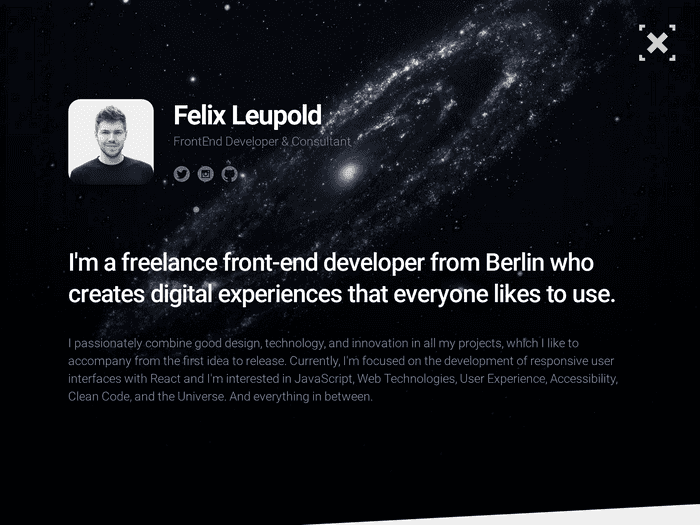 Felix Leupold
FrontEnd Developer & Consultant
I'm a freelance front-end developer from Berlin who
creates digital experiences that everyone likes to use.
I passionately combine good design, technology, and innovation in all my projects, which I like to
accompany from the first idea to release. Currently, I'm focused on the development of responsive user
interfaces with React and I'm interested in JavaScript, Web Technologies, User Experience, Accessibility,
Clean Code, and the Universe. And everything in between.